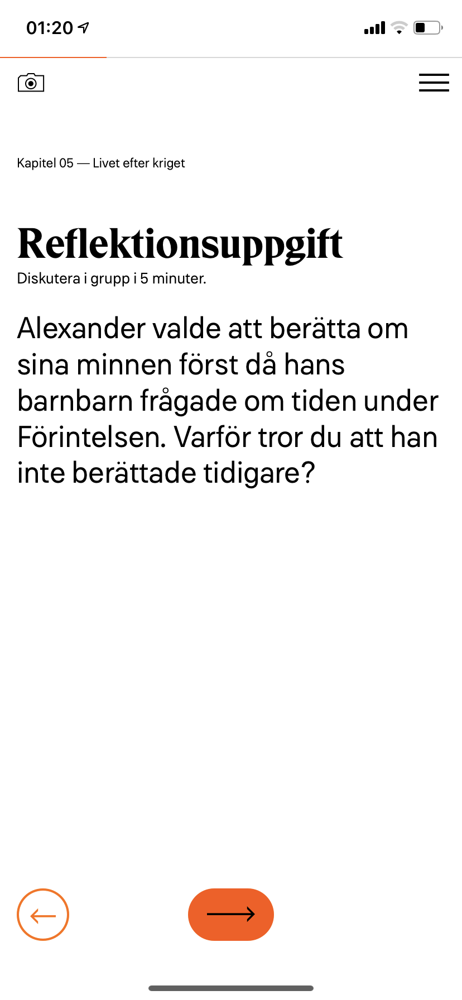 01:20
Kapitel 05 — Livet efter kriget
Reflektionsuppgift
Diskutera i grupp i 5 minuter.
Alexander valde att berätta om
sina minnen först då hans
barnbarn frågade om tiden under
Förintelsen. Varför tror du att han
inte berättade tidigare?